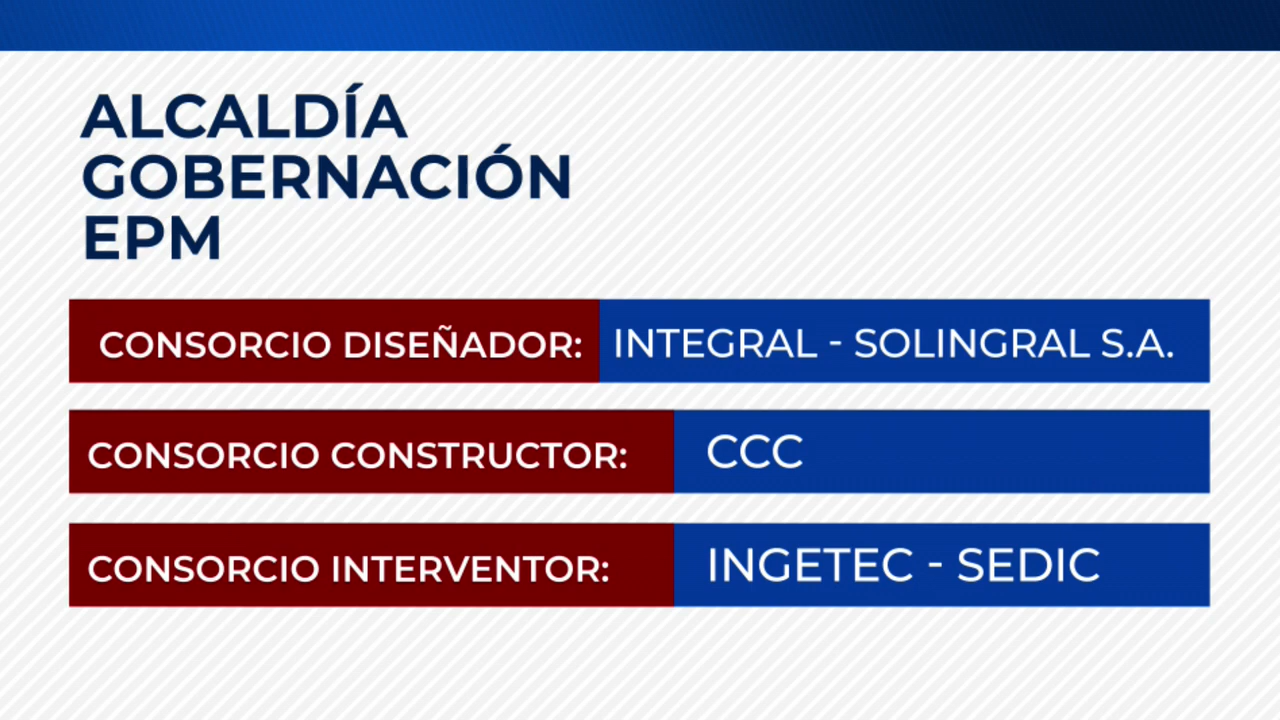 ALCALDÍA
GOBERNACIÓN
EPM
CONSORCIO DISEÑADOR: INTEGRAL - SOLINGRAL S.A.
CONSORCIO CONSTRUCTOR: CCC
CONSORCIO INTERVENTOR: INGETEC - SEDIC